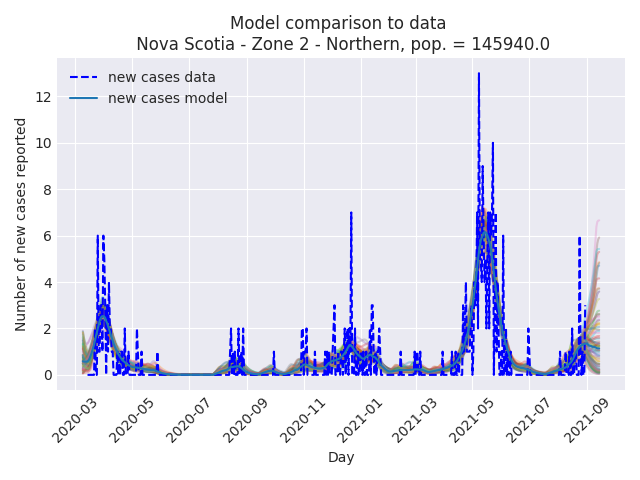 Model comparison to data
Nova Scotia - Zone 2 - Northern, pop. = 145940.0
new cases data
new cases model
Number of new cases reported
12
10
8
6
4
2
0
2020-03
2020-05
2020-07
2020-09
2020-11
2021-01
2021-03
2021-05
2021-07
2021-09
Day